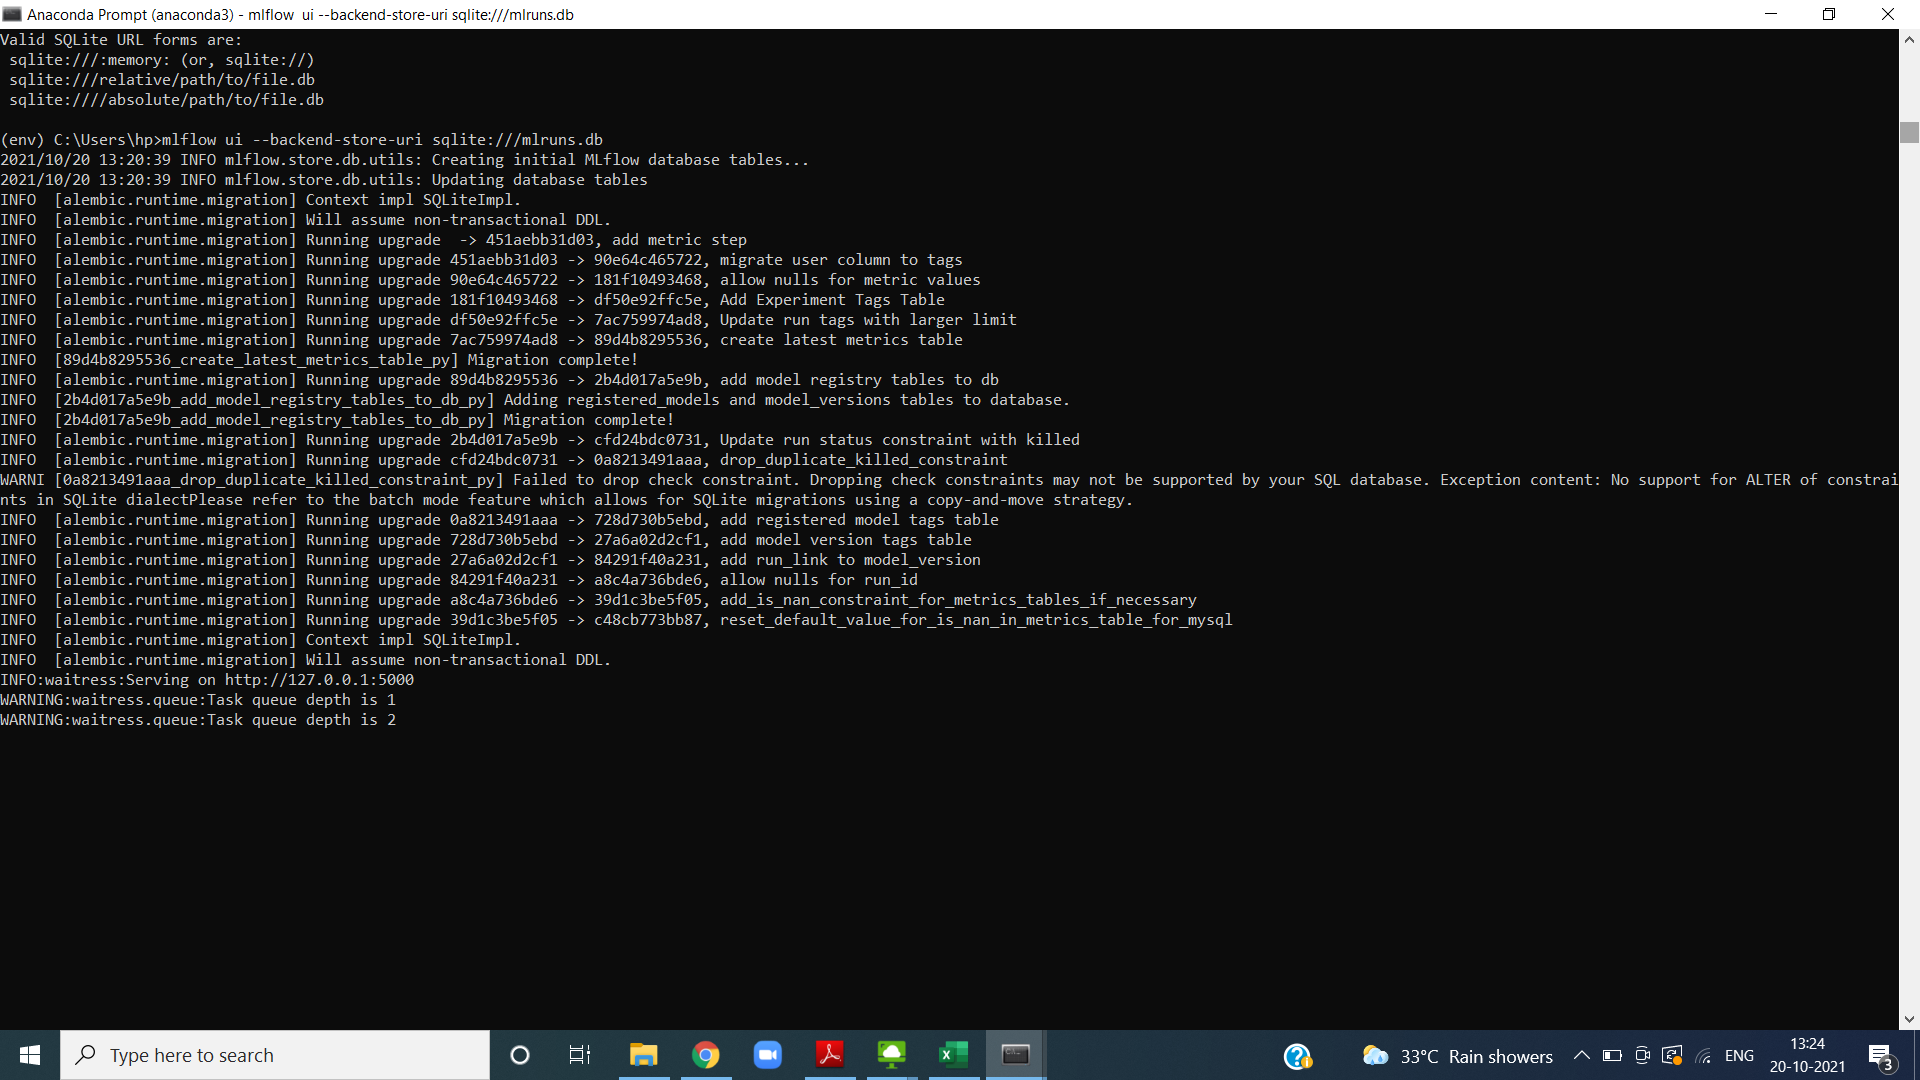 Anaconda Prompt (anaconda3) - mlflow  ui --backend-store-uri sqlite:///mlruns.db
Valid SQLite URL forms are:
 sqlite:///:memory: (or, sqlite://)
 sqlite:///relative/path/to/file.db
 sqlite:////absolute/path/to/file.db
(env) C:\Users\hp>mlflow ui --backend-store-uri sqlite:///mlruns.db
2021/10/20 13:20:39 INFO mlflow.store.db.utils: Creating initial MLflow database tables...
2021/10/20 13:20:39 INFO mlflow.store.db.utils: Updating database tables
INFO  [alembic.runtime.migration] Context impl SQLiteImpl.
INFO  [alembic.runtime.migration] Will assume non-transactional DDL.
INFO  [alembic.runtime.migration] Running upgrade  -> 451aebb31d03, add metric step
INFO  [alembic.runtime.migration] Running upgrade 451aebb31d03 -> 90e64c465722, migrate user column to tags
INFO  [alembic.runtime.migration] Running upgrade 90e64c465722 -> 181f10493468, allow nulls for metric values
INFO  [alembic.runtime.migration] Running upgrade 181f10493468 -> df50e92ffc5e, Add Experiment Tags Table
INFO  [alembic.runtime.migration] Running upgrade df50e92ffc5e -> 7ac759974ad8, Update run tags with larger limit
INFO  [alembic.runtime.migration] Running upgrade 7ac759974ad8 -> 89d4b8295536, create latest metrics table
INFO  [89d4b8295536_create_latest_metrics_table_py] Migration complete!
INFO  [alembic.runtime.migration] Running upgrade 89d4b8295536 -> 2b4d017a5e9b, add model registry tables to db
INFO  [2b4d017a5e9b_add_model_registry_tables_to_db_py] Adding registered_models and model_versions tables to database.
INFO  [2b4d017a5e9b_add_model_registry_tables_to_db_py] Migration complete!
INFO  [alembic.runtime.migration] Running upgrade 2b4d017a5e9b -> cfd24bdc0731, Update run status constraint with killed
INFO  [alembic.runtime.migration] Running upgrade cfd24bdc0731 -> 0a8213491aaa, drop_duplicate_killed_constraint
WARNI [0a8213491aaa_drop_duplicate_killed_constraint_py] Failed to drop check constraint. Dropping check constraints may not be supported by your SQL database. Exception content: No support for ALTER of constrai
nts in SQLite dialectPlease refer to the batch mode feature which allows for SQLite migrations using a copy-and-move strategy.
INFO  [alembic.runtime.migration] Running upgrade 0a8213491aaa -> 728d730b5ebd, add registered model tags table
INFO  [alembic.runtime.migration] Running upgrade 728d730b5ebd -> 27a6a02d2cf1, add model version tags table
INFO  [alembic.runtime.migration] Running upgrade 27a6a02d2cf1 -> 84291f40a231, add run_link to model_version
INFO  [alembic.runtime.migration] Running upgrade 84291f40a231 -> a8c4a736bde6, allow nulls for run_id
INFO  [alembic.runtime.migration] Running upgrade a8c4a736bde6 -> 39d1c3be5f05, add_is_nan_constraint_for_metrics_tables_if_necessary
INFO  [alembic.runtime.migration] Running upgrade 39d1c3be5f05 -> c48cb773bb87, reset_default_value_for_is_nan_in_metrics_table_for_mysql
INFO  [alembic.runtime.migration] Context impl SQLiteImpl.
INFO  [alembic.runtime.migration] Will assume non-transactional DDL.
INFO:waitress:Serving on http://127.0.0.1:5000
WARNING:waitress.queue:Task queue depth is 1
WARNING:waitress.queue:Task queue depth is 2
Type here to search
33°C  Rain showers
ENG
13:24
20-10-2021
3